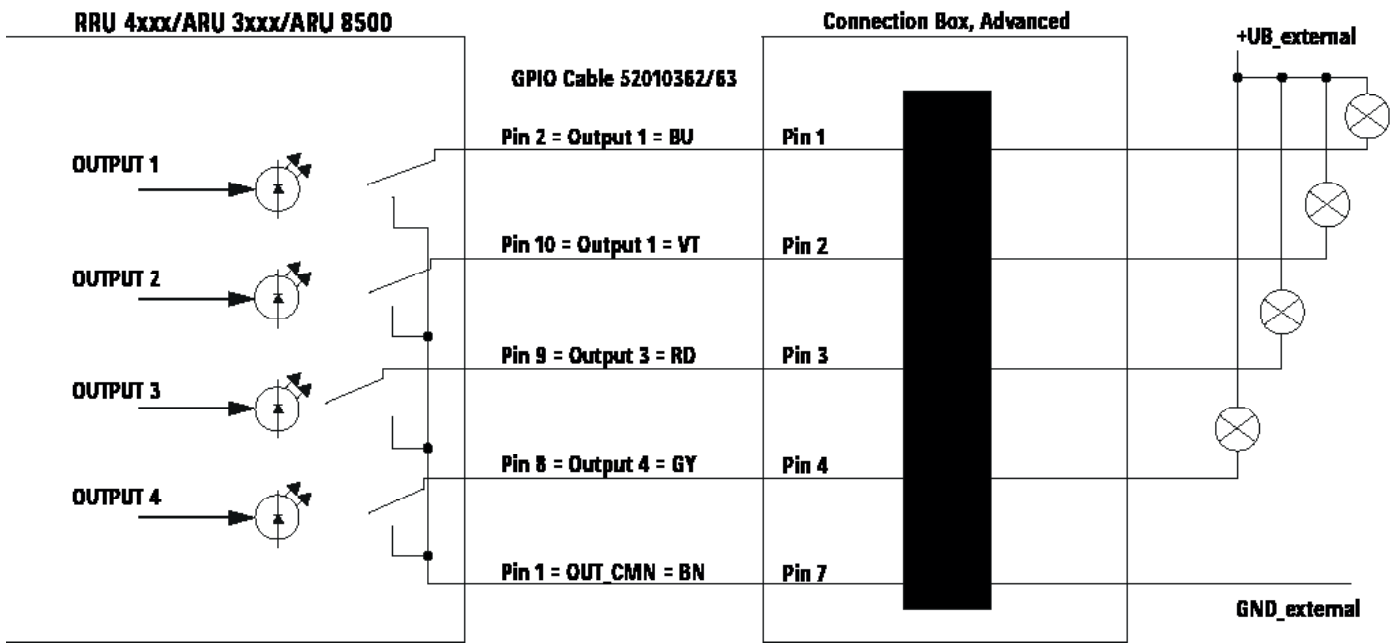 RRU 4xxx/ARU 3xxx/ARU 8500
Connection Box, Advanced
+UB_external
GPIO Cable 52010362/63
Pin 2 = Output 1 = BU
Pin 1
OUTPUT 1
Pin 10 = Output 1 = VT
Pin 2
OUTPUT 2
Pin 9 = Output 3 = RD
Pin 3
OUTPUT 3
Pin 8 = Output 4 = GY
Pin 4
OUTPUT 4
Pin 1 = OUT_CMN = BN
Pin 7
GND_external